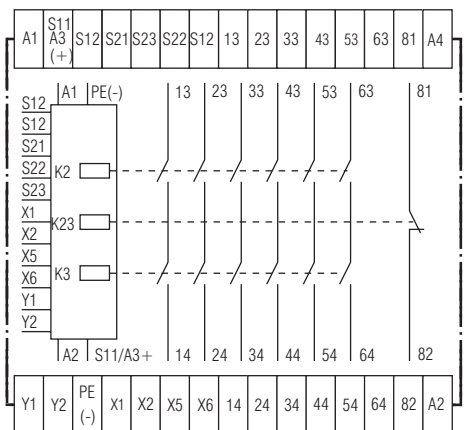 A1 S11 A3 (+) S12 S21 S23 S22 S12 13 23 33 43 53 63 81 A4
A1 PE(-) 13 23 33 43 53 63 81
S12
S12
S21
S22
S23
X1
X2
X5
X6
Y1
Y2
K2
K23
K3
A2 S11/A3+ 14 24 34 44 54 64 82
Y1 Y2 PE (-) X1 X2 X5 X6 14 24 34 44 54 64 82 A2